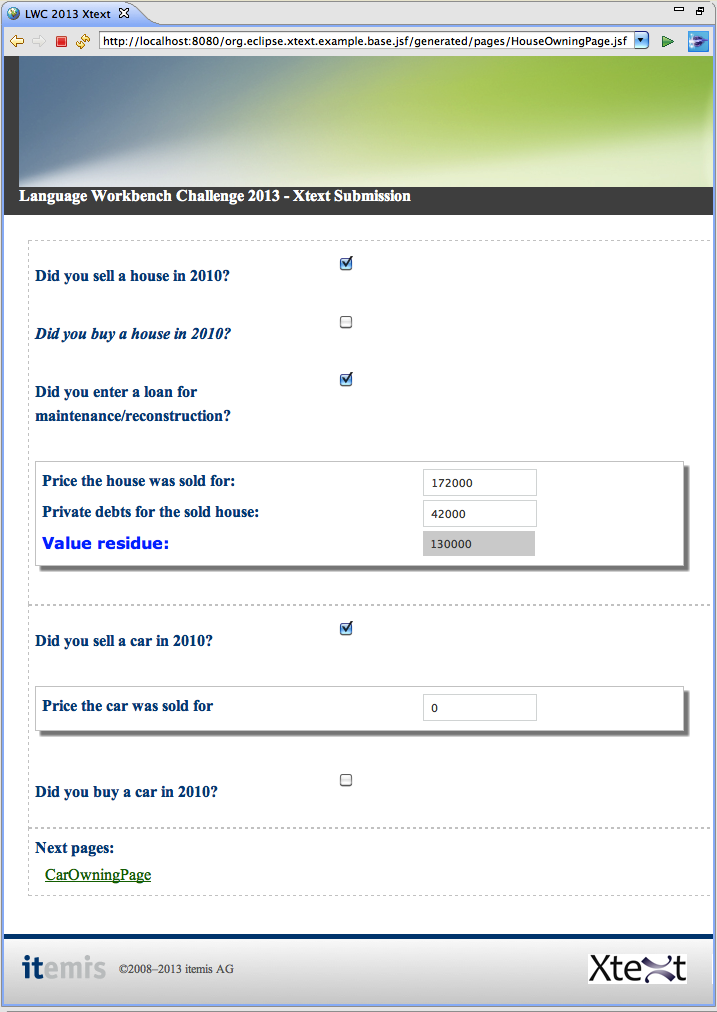 LWC 2013 Xtext
http://localhost:8080/org.eclipse.xtext.example.base.jsf/generated/pages/HouseOwningPage.jsf
Language Workbench Challenge 2013 - Xtext Submission
Did you sell a house in 2010?
Did you buy a house in 2010?
Did you enter a loan for
maintenance/reconstruction?
Price the house was sold for: 172000
Private debts for the sold house: 42000
Value residue: 130000
Did you sell a car in 2010?
Price the car was sold for 0
Did you buy a car in 2010?
Next pages:
CarOwningPage
itemis ©2008–2013 itemis AG Xtext